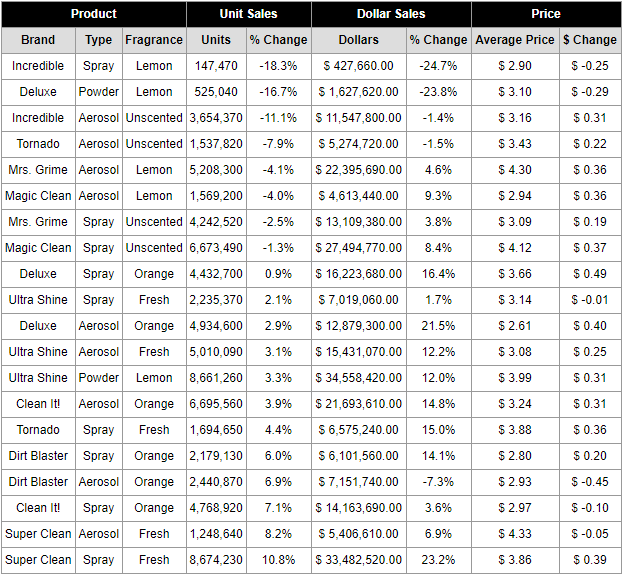 Product Unit Sales Dollar Sales Price
Brand Type Fragrance Units % Change Dollars % Change Average Price $ Change
Incredible Spray Lemon 147,470 -18.3% $ 427,660.00 -24.7% $ 2.90 $ -0.25
Deluxe Powder Lemon 525,040 -16.7% $ 1,627,620.00 -23.8% $ 3.10 $ -0.29
Incredible Aerosol Unscented 3,654,370 -11.1% $ 11,547,800.00 -1.4% $ 3.16 $ 0.31
Tornado Aerosol Unscented 1,537,820 -7.9% $ 5,274,720.00 -1.5% $ 3.43 $ 0.22
Mrs. Grime Aerosol Lemon 5,208,300 -4.1% $ 22,395,690.00 4.6% $ 4.30 $ 0.36
Magic Clean Aerosol Lemon 1,569,200 -4.0% $ 4,613,440.00 9.3% $ 2.94 $ 0.36
Mrs. Grime Spray Unscented 4,242,520 -2.5% $ 13,109,380.00 3.8% $ 3.09 $ 0.19
Magic Clean Spray Unscented 6,673,490 -1.3% $ 27,494,770.00 8.4% $ 4.12 $ 0.37
Deluxe Spray Orange 4,432,700 0.9% $ 16,223,680.00 16.4% $ 3.66 $ 0.49
Ultra Shine Spray Fresh 2,235,370 2.1% $ 7,019,060.00 1.7% $ 3.14 $ -0.01
Deluxe Aerosol Orange 4,934,600 2.9% $ 12,879,300.00 21.5% $ 2.61 $ 0.40
Ultra Shine Aerosol Fresh 5,010,090 3.1% $ 15,431,070.00 12.2% $ 3.08 $ 0.25
Ultra Shine Powder Lemon 8,661,260 3.3% $ 34,558,420.00 12.0% $ 3.99 $ 0.31
Clean It! Aerosol Orange 6,695,560 3.9% $ 21,693,610.00 14.8% $ 3.24 $ 0.31
Tornado Spray Fresh 1,694,650 4.4% $ 6,575,240.00 15.0% $ 3.88 $ 0.36
Dirt Blaster Spray Orange 2,179,130 6.0% $ 6,101,560.00 14.1% $ 2.80 $ 0.20
Dirt Blaster Aerosol Orange 2,440,870 6.9% $ 7,151,740.00 -7.3% $ 2.93 $ -0.45
Clean It! Spray Orange 4,768,920 7.1% $ 14,163,690.00 3.6% $ 2.97 $ -0.10
Super Clean Aerosol Fresh 1,248,640 8.2% $ 5,406,610.00 6.9% $ 4.33 $ -0.05
Super Clean Spray Fresh 8,674,230 10.8% $ 33,482,520.00 23.2% $ 3.86 $ 0.39